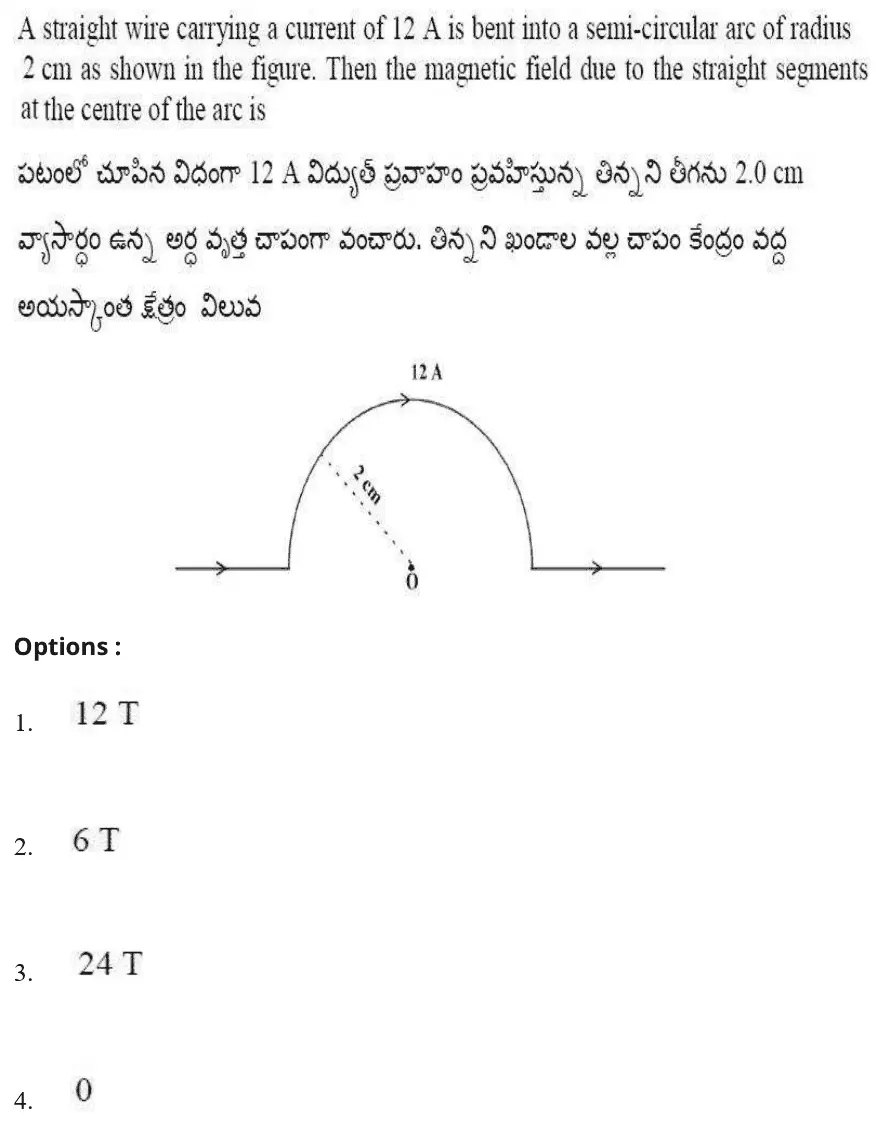 A straight wire carrying a current of 12 A is bent into a semi-circular arc of radius
2 cm as shown in the figure. Then the magnetic field due to the straight segments
at the centre of the arc is
పటంలో చూపిన విధంగా 12 A విద్యుత్ ప్రవాహం ప్రవహిస్తున్న తిన్నని తీగను 2.0 cm
వ్యాసార్ధం ఉన్న అర్ధ వృత్త చాపంగా వంచారు. తిన్నని ఖండాల వల్ల చాపం కేంద్రం వద్ద
అయస్కాంత క్షేత్రం విలువ
12 A
2 cm
O
Options :
1. 12 T
2. 6 T
3. 24 T
4. 0